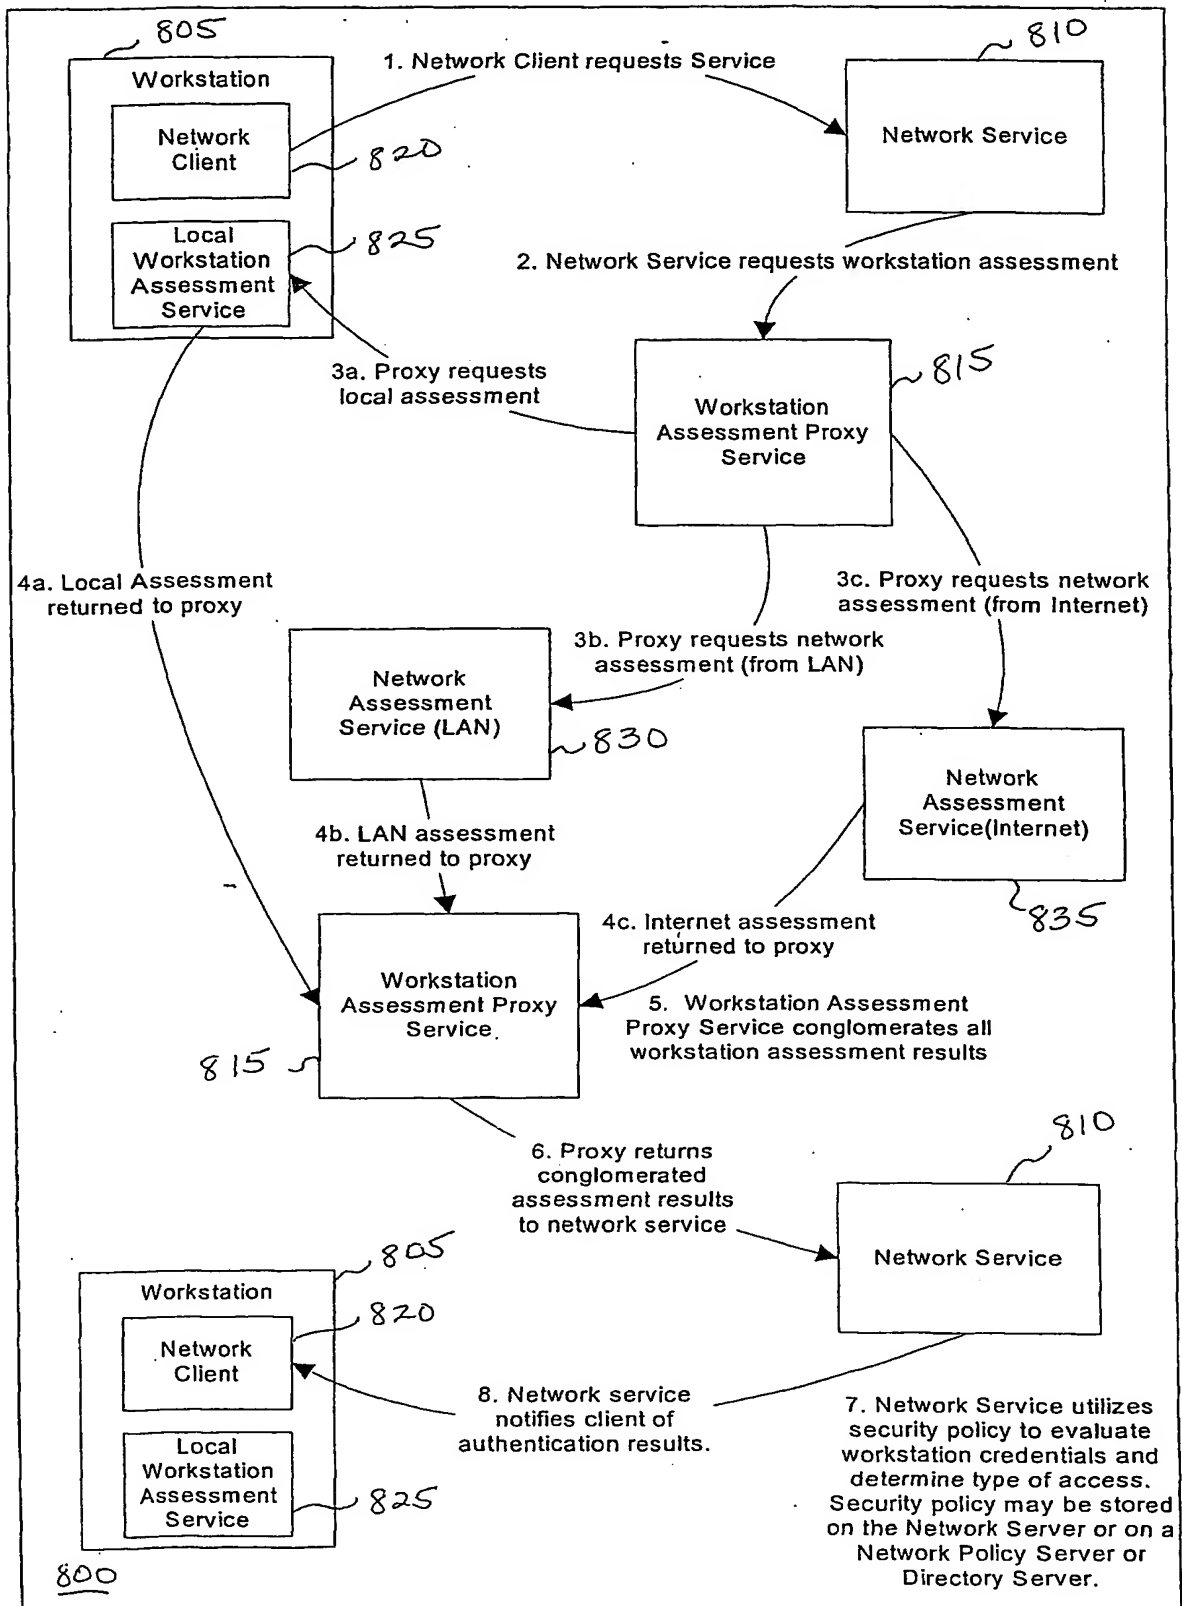 805
810
Workstation
1. Network Client requests Service
Network
Client
820
Network Service
Local
Workstation
Assessment
Service
825
2. Network Service requests workstation assessment
3a. Proxy requests
local assessment
815
Workstation
Assessment Proxy
Service
4a. Local Assessment
returned to proxy
3c. Proxy requests network
assessment (from Internet)
3b. Proxy requests network
assessment (from LAN)
Network
Assessment
Service (LAN)
830
Network
Assessment
Service(Internet)
835
4b. LAN assessment
returned to proxy
4c. Internet assessment
returned to proxy
Workstation
Assessment Proxy
Service
815
5. Workstation Assessment
Proxy Service conglomerates all
workstation assessment results
6. Proxy returns
conglomerated
assessment results
to network service
810
Network Service
805
Workstation
820
Network
Client
Local
Workstation
Assessment
Service
825
8. Network service
notifies client of
authentication results.
7. Network Service utilizes
security policy to evaluate
workstation credentials and
determine type of access.
Security policy may be stored
on the Network Server or on a
Network Policy Server or
Directory Server.
800